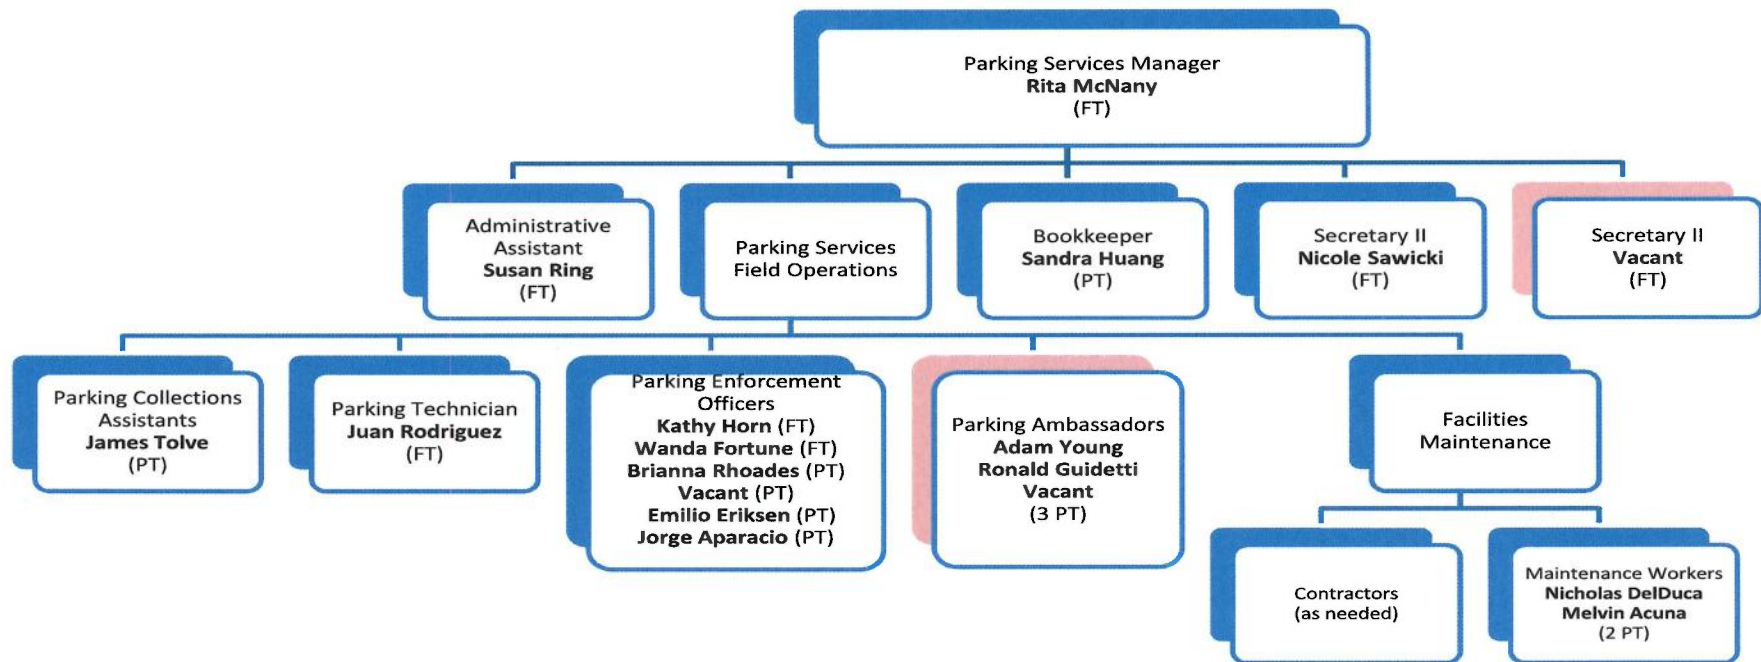 Parking Services Manager
Rita McNany
(FT)
Administrative
Assistant
Susan Ring
(FT)
Parking Services
Field Operations
Bookkeeper
Sandra Huang
(PT)
Secretary II
Nicole Sawicki
(FT)
Secretary II
Vacant
(FT)
Parking Collections
Assistants
James Tolve
(PT)
Parking Technician
Juan Rodriguez
(FT)
Parking Enforcement
Officers
Kathy Horn (FT)
Wanda Fortune (FT)
Brianna Rhoades (PT)
Vacant (PT)
Emilio Eriksen (PT)
Jorge Aparacio (PT)
Parking Ambassadors
Adam Young
Ronald Guidetti
Vacant
(3 PT)
Facilities
Maintenance
Contractors
(as needed)
Maintenance Workers
Nicholas DelDuca
Melvin Acuna
(2 PT)